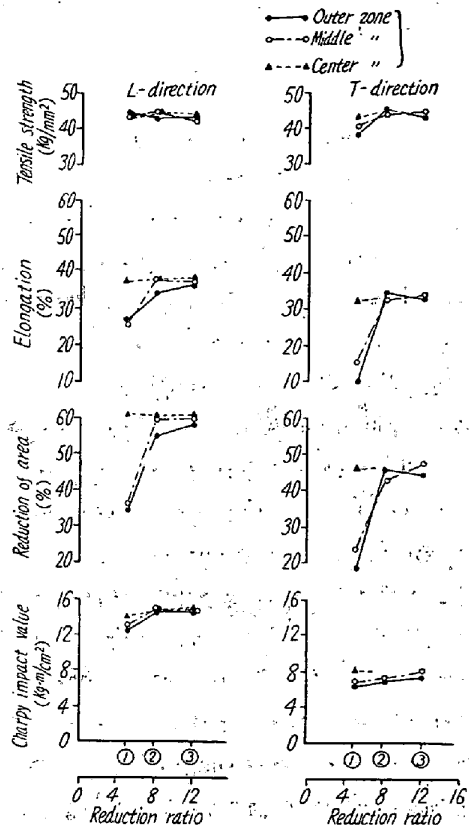 Outer zone
Middle "
Center "
L-direction
T-direction
Tensile strength
(Kg/mm²)
50
40
30
50
40
30
Elongation
(%)
60
50
40
30
20
10
60
50
40
30
20
10
Reduction of area
(%)
60
50
40
30
20
60
50
40
30
20
Charpy impact value
(Kg·m/cm²)
16
12
8
4
0
16
12
8
4
0
① ② ③
① ② ③
0 4 8 12
0 4 8 12 16
Reduction ratio
Reduction ratio